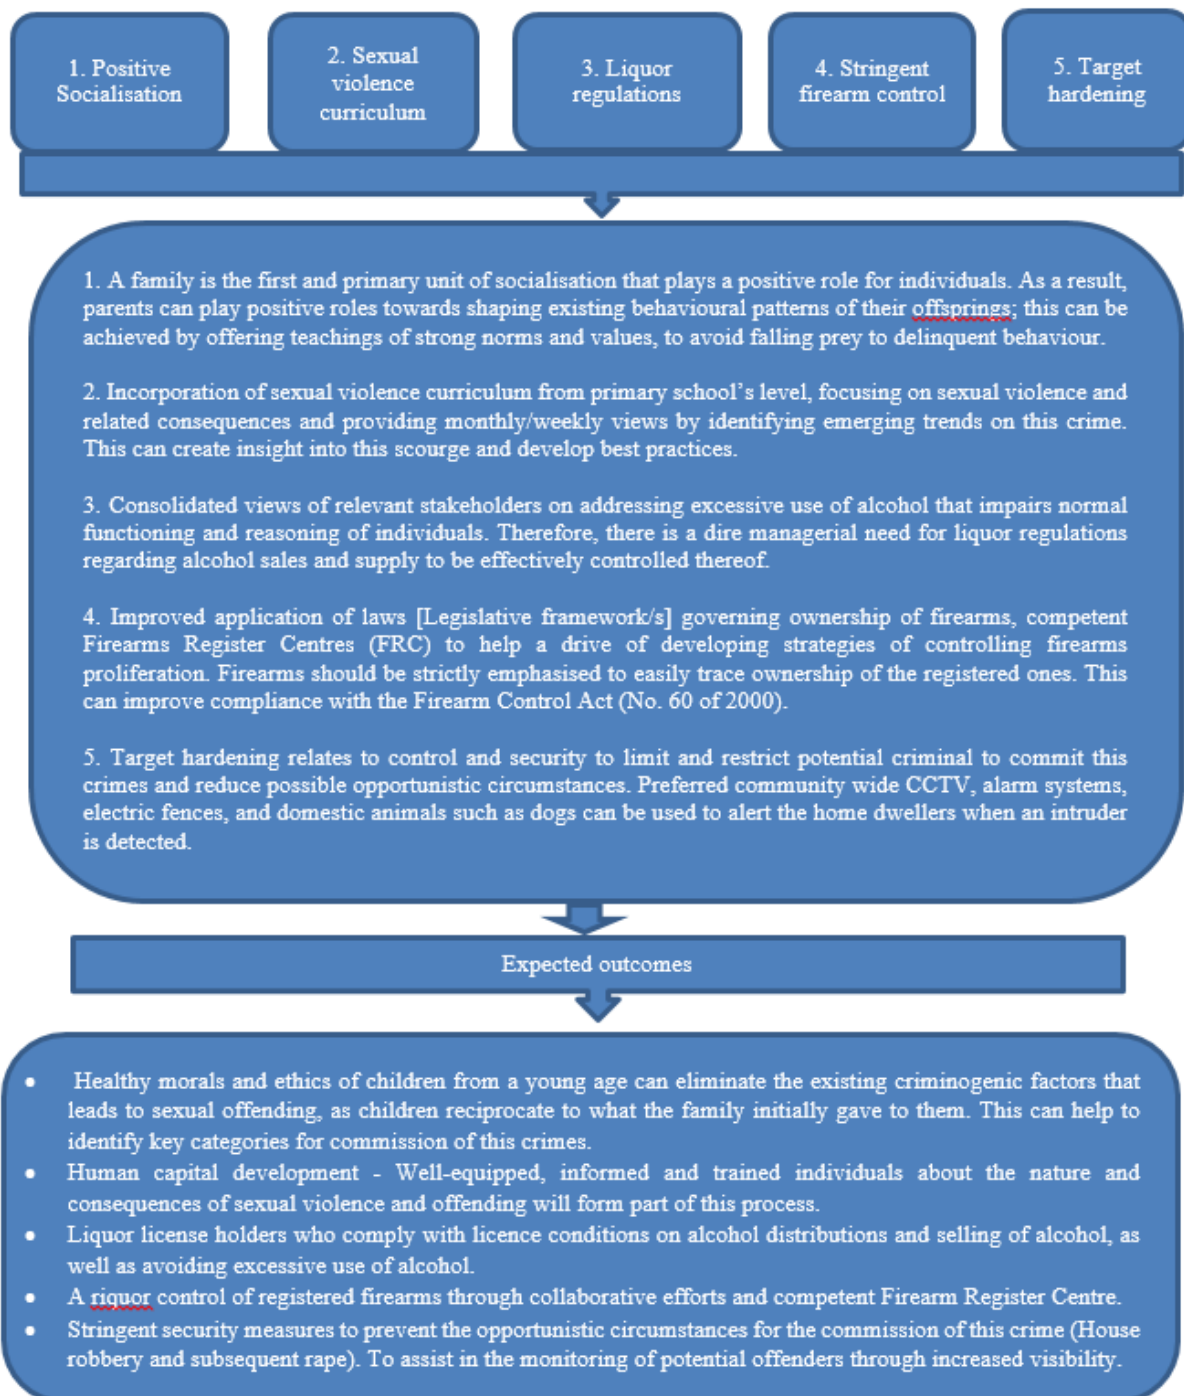 1. Positive
Socialisation
2. Sexual
violence
curriculum
3. Liquor
regulations
4. Stringent
firearm control
5. Target
hardening
1. A family is the first and primary unit of socialisation that plays a positive role for individuals. As a result,
parents can play positive roles towards shaping existing behavioural patterns of their offsprings; this can be
achieved by offering teachings of strong norms and values, to avoid falling prey to delinquent behaviour.
2. Incorporation of sexual violence curriculum from primary school’s level, focusing on sexual violence and
related consequences and providing monthly/weekly views by identifying emerging trends on this crime.
This can create insight into this scourge and develop best practices.
3. Consolidated views of relevant stakeholders on addressing excessive use of alcohol that impairs normal
functioning and reasoning of individuals. Therefore, there is a dire managerial need for liquor regulations
regarding alcohol sales and supply to be effectively controlled thereof.
4. Improved application of laws [Legislative framework/s] governing ownership of firearms, competent
Firearms Register Centres (FRC) to help a drive of developing strategies of controlling firearms
proliferation. Firearms should be strictly emphasised to easily trace ownership of the registered ones. This
can improve compliance with the Firearm Control Act (No. 60 of 2000).
5. Target hardening relates to control and security to limit and restrict potential criminal to commit this
crimes and reduce possible opportunistic circumstances. Preferred community wide CCTV, alarm systems,
electric fences, and domestic animals such as dogs can be used to alert the home dwellers when an intruder
is detected.
Expected outcomes
• Healthy morals and ethics of children from a young age can eliminate the existing criminogenic factors that
leads to sexual offending, as children reciprocate to what the family initially gave to them. This can help to
identify key categories for commission of this crimes.
• Human capital development - Well-equipped, informed and trained individuals about the nature and
consequences of sexual violence and offending will form part of this process.
• Liquor license holders who comply with licence conditions on alcohol distributions and selling of alcohol, as
well as avoiding excessive use of alcohol.
• A riquor control of registered firearms through collaborative efforts and competent Firearm Register Centre.
• Stringent security measures to prevent the opportunistic circumstances for the commission of this crime (House
robbery and subsequent rape). To assist in the monitoring of potential offenders through increased visibility.